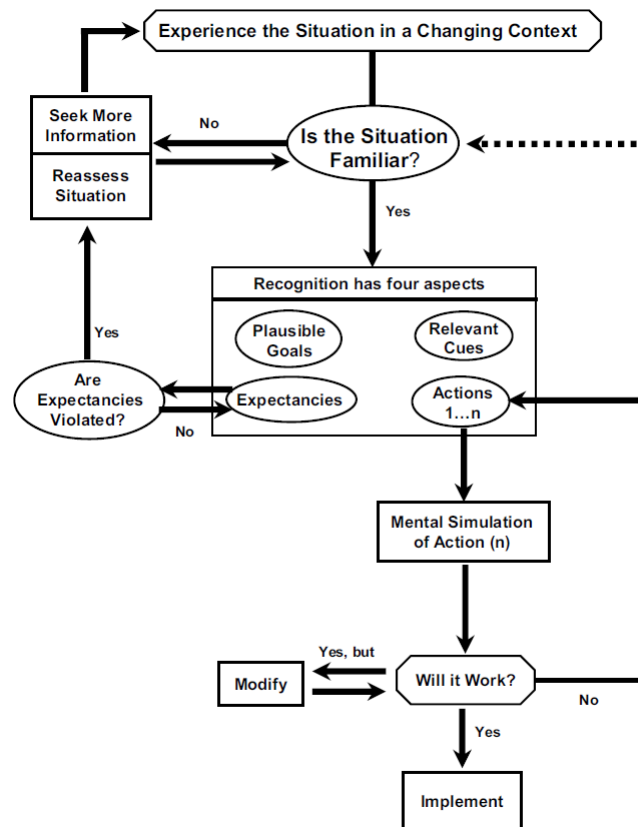 Experience the Situation in a Changing Context
Seek More
Information
No
Is the Situation
Familiar?
Reassess
Situation
Yes
Recognition has four aspects
Plausible
Goals
Relevant
Cues
Yes
Are
Expectancies
Violated?
Expectancies
Actions
1...n
No
Mental Simulation
of Action (n)
Yes, but
Modify
Will it Work?
No
Yes
Implement